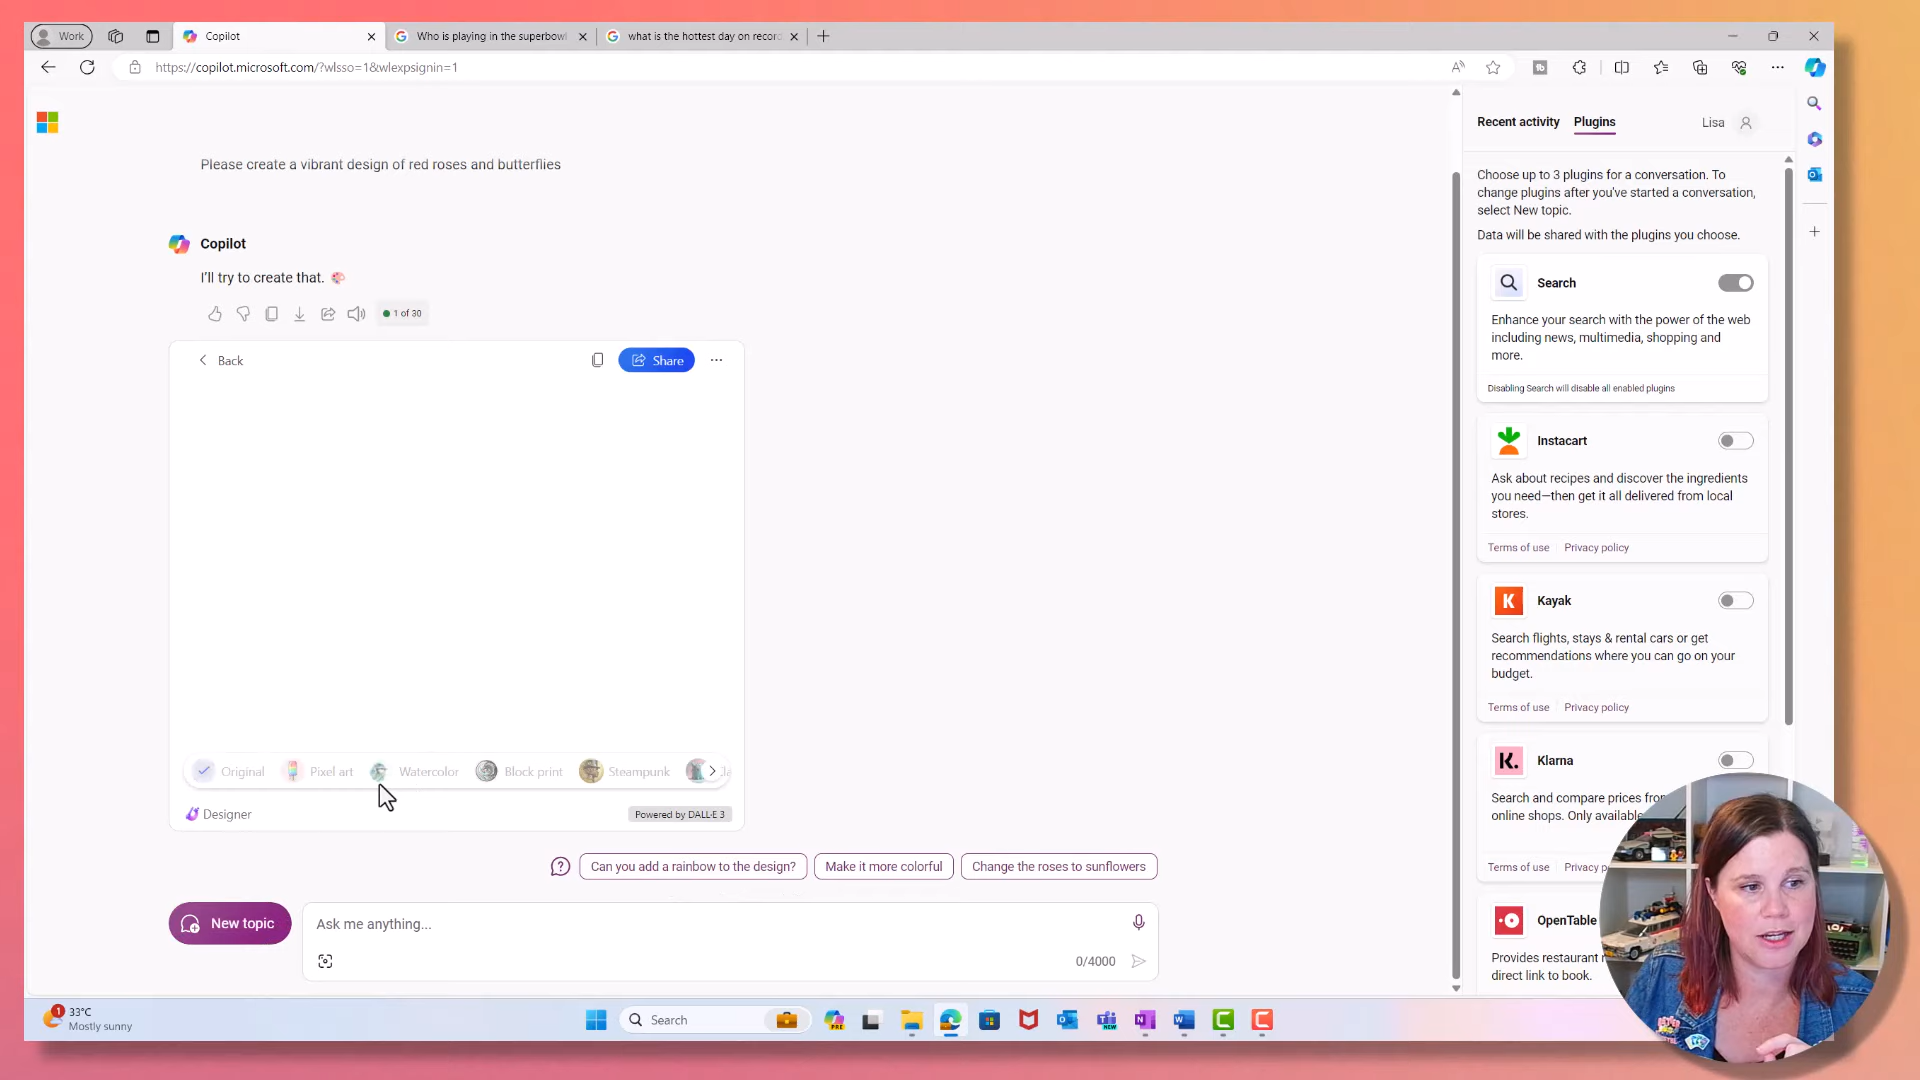 Work
Copilot
Who is playing in the superbowl
what is the hottest day on recor
https://copilot.microsoft.com/?wlsso=1&wlexpsignin=1
Please create a vibrant design of red roses and butterflies
Copilot
I'll try to create that.
1 of 30
Back
Share
Original
Pixel art
Watercolor
Block print
Steampunk
Designer
Powered by DALL·E 3
Can you add a rainbow to the design?
Make it more colorful
Change the roses to sunflowers
New topic
Ask me anything...
0/4000
Recent activity
Plugins
Lisa
Choose up to 3 plugins for a conversation. To
change plugins after you've started a conversation,
select New topic.
Data will be shared with the plugins you choose.
Search
Enhance your search with the power of the web
including news, multimedia, shopping and
more.
Disabling Search will disable all enabled plugins
Instacart
Ask about recipes and discover the ingredients
you need—then get it all delivered from local
stores.
Terms of use
Privacy policy
Kayak
Search flights, stays & rental cars or get
recommendations where you can go on your
budget.
Terms of use
Privacy policy
K.
Klarna
Search and compare prices from
online shops. Only available
Terms of use
Privacy
OpenTable
Provides restaurant
direct link to book.
1
33°C
Mostly sunny
Search
PRE
NEW